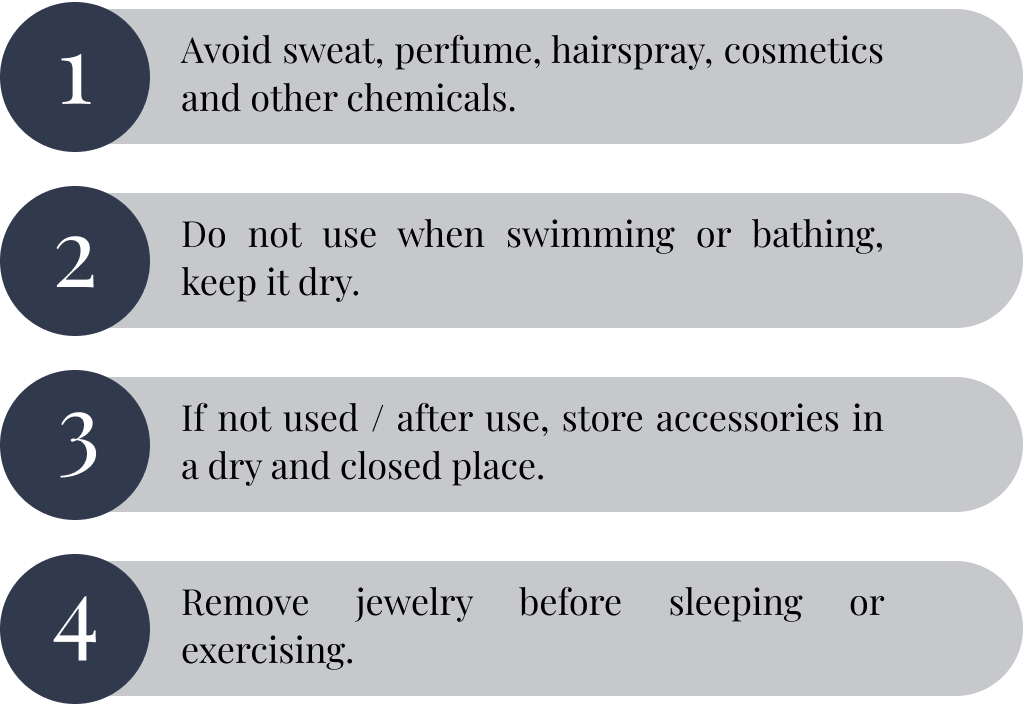 1
Avoid sweat, perfume, hairspray, cosmetics
and other chemicals.
2
Do not use when swimming or bathing,
keep it dry.
3
If not used / after use, store accessories in
a dry and closed place.
4
Remove jewelry before sleeping or
exercising.